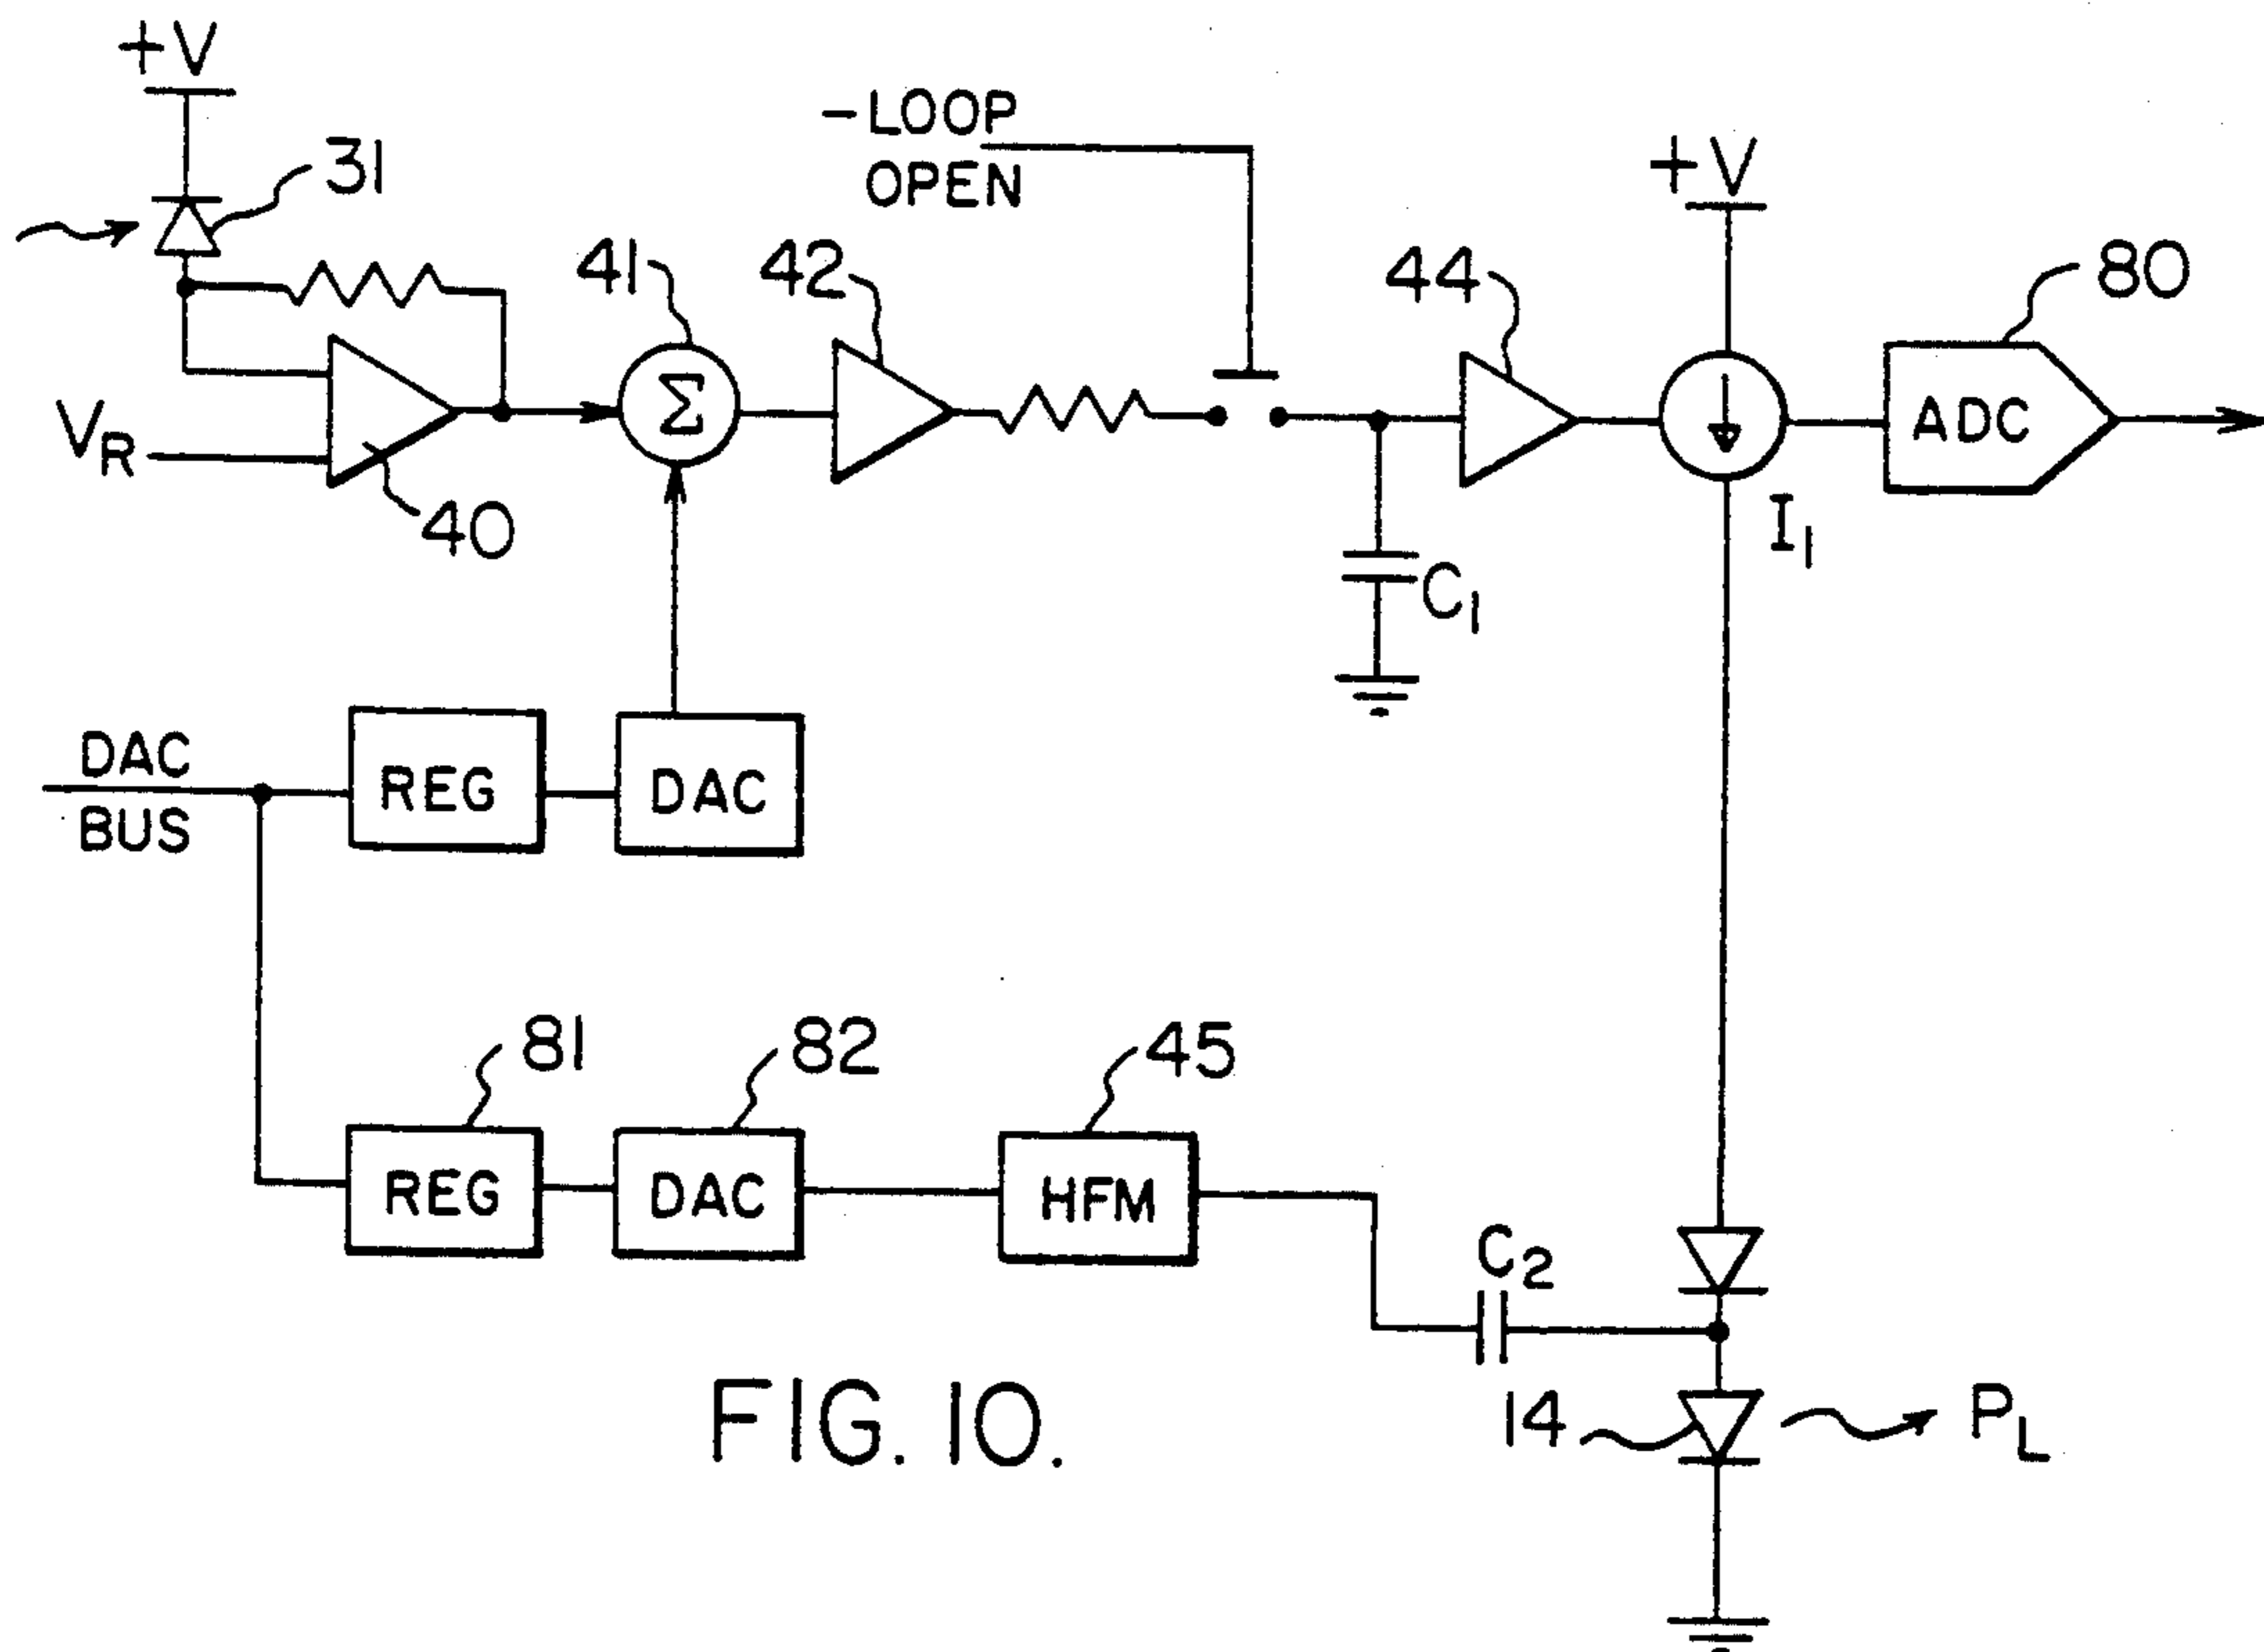 +V
31
-LOOP
OPEN
+V
41
42
44
80
Σ
ADC
VR
40
I1
C1
DAC
BUS
REG
DAC
81
82
45
REG
DAC
HFM
C2
14
PL
FIG. 10.